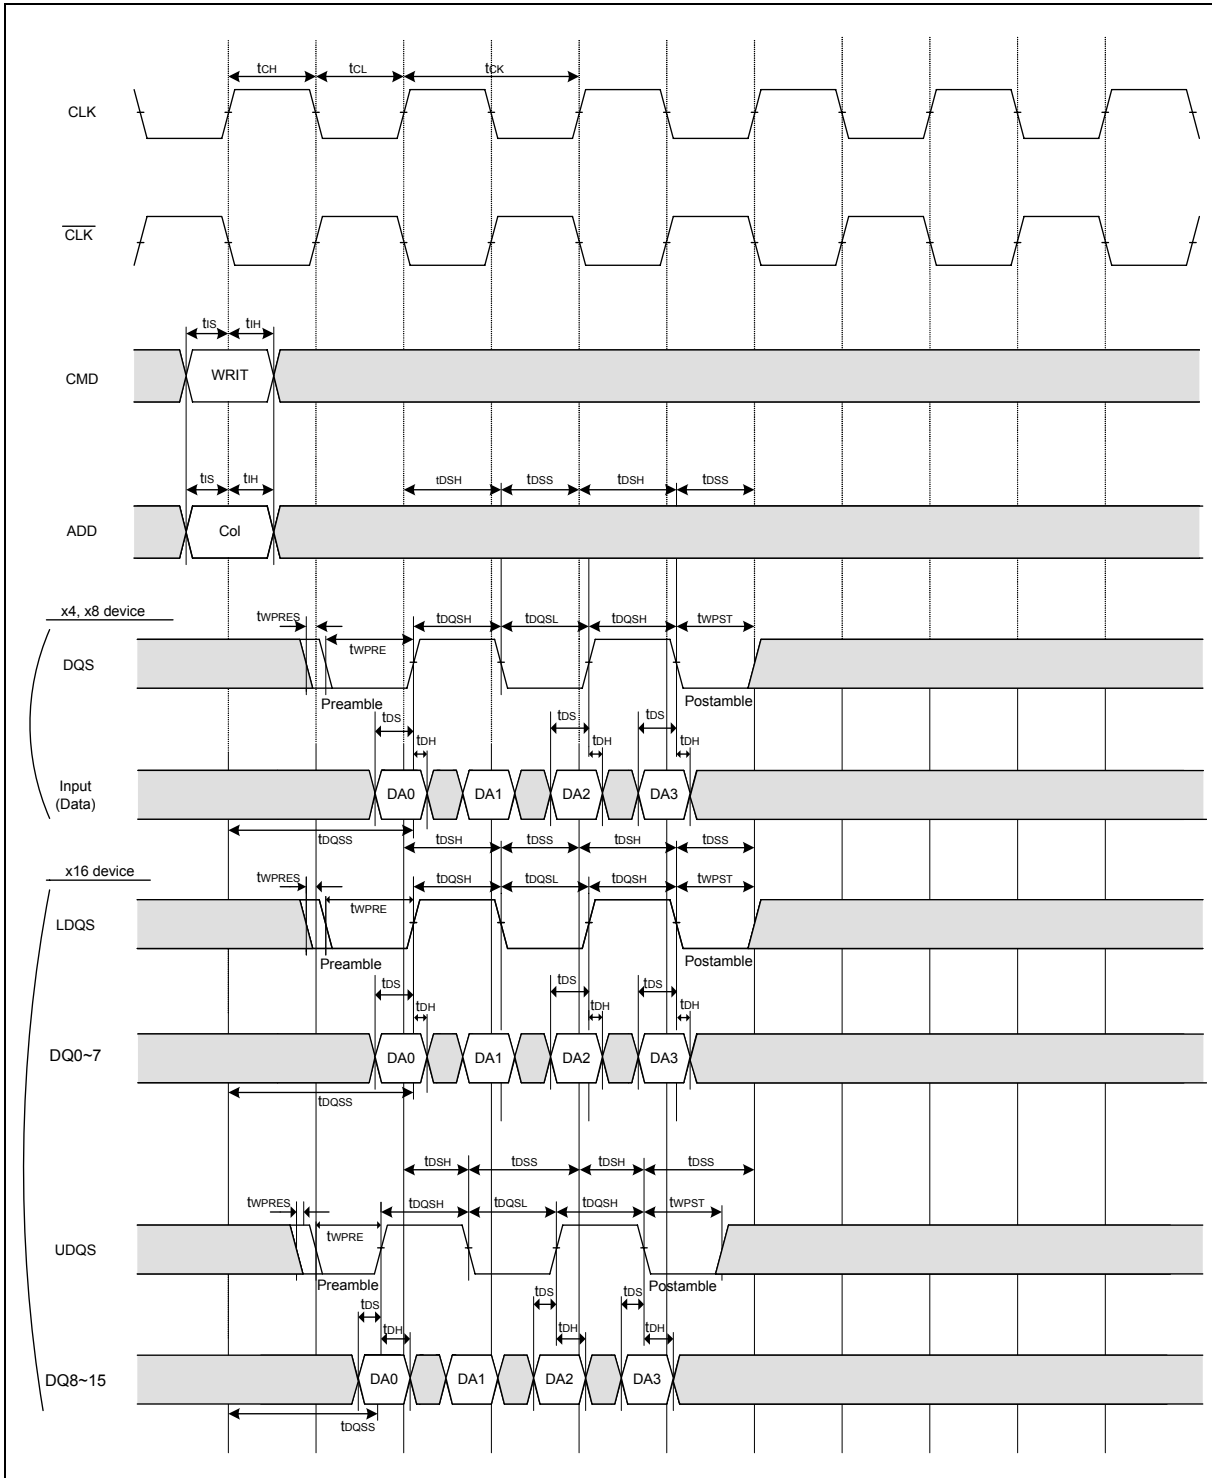 tCH tCL tCK
CLK
CLK
tIS tIH
CMD WRIT
tIS tIH tDSH tDSS tDSH tDSS
ADD Col
x4, x8 device
tWPRES tDQSH tDQSL tDQSH tWPST
tWPRE
DQS
Preamble Postamble
tDS tDS tDS
tDH tDH tDH
Input
(Data)
DA0 DA1 DA2 DA3
tDQSS
tDSH tDSS tDSH tDSS
x16 device
tWPRES tDQSH tDQSL tDQSH tWPST
tWPRE
LDQS
Preamble Postamble
tDS tDS tDS
tDH tDH tDH
DQ0~7 DA0 DA1 DA2 DA3
tDQSS
tDSH tDSS tDSH tDSS
tWPRES tDQSH tDQSL tDQSH tWPST
tWPRE
UDQS
Preamble Postamble
tDS tDS tDS
tDH tDH tDH
DQ8~15 DA0 DA1 DA2 DA3
tDQSS